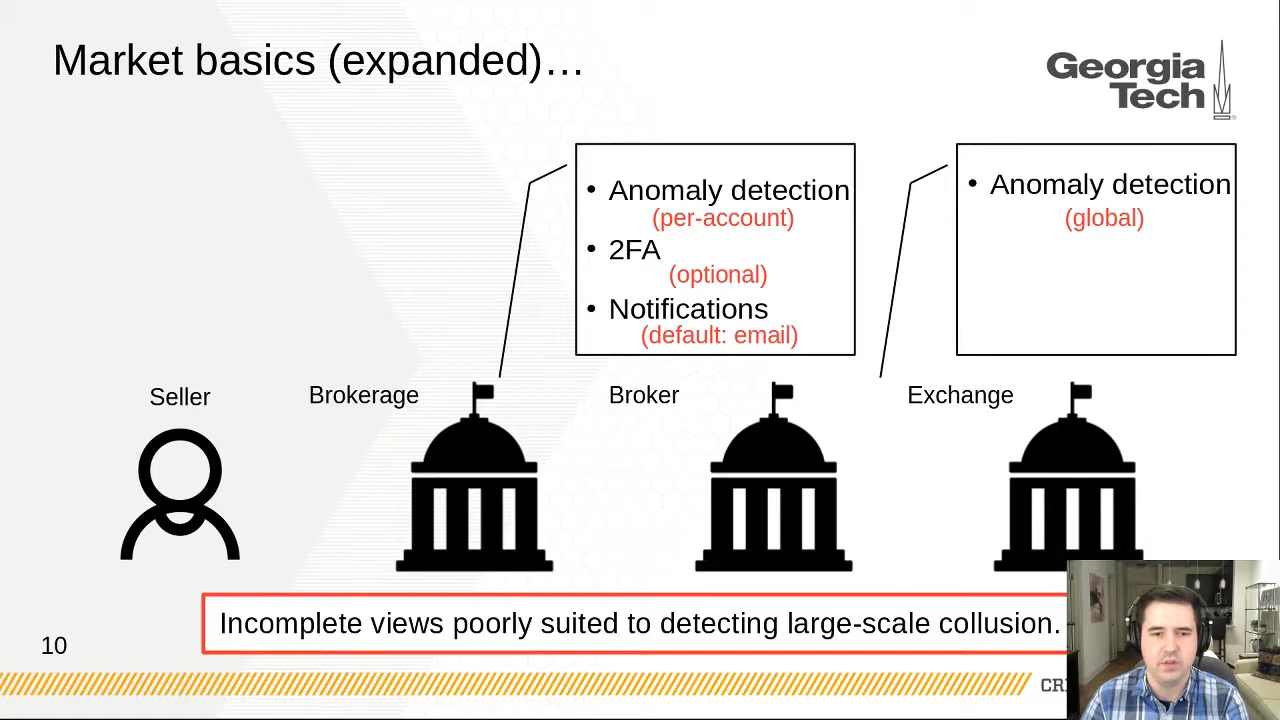 Market basics (expanded)…
Georgia
Tech
• Anomaly detection
(per-account)
• 2FA
(optional)
• Notifications
(default: email)
• Anomaly detection
(global)
Seller
Brokerage
Broker
Exchange
Incomplete views poorly suited to detecting large-scale collusion.
10